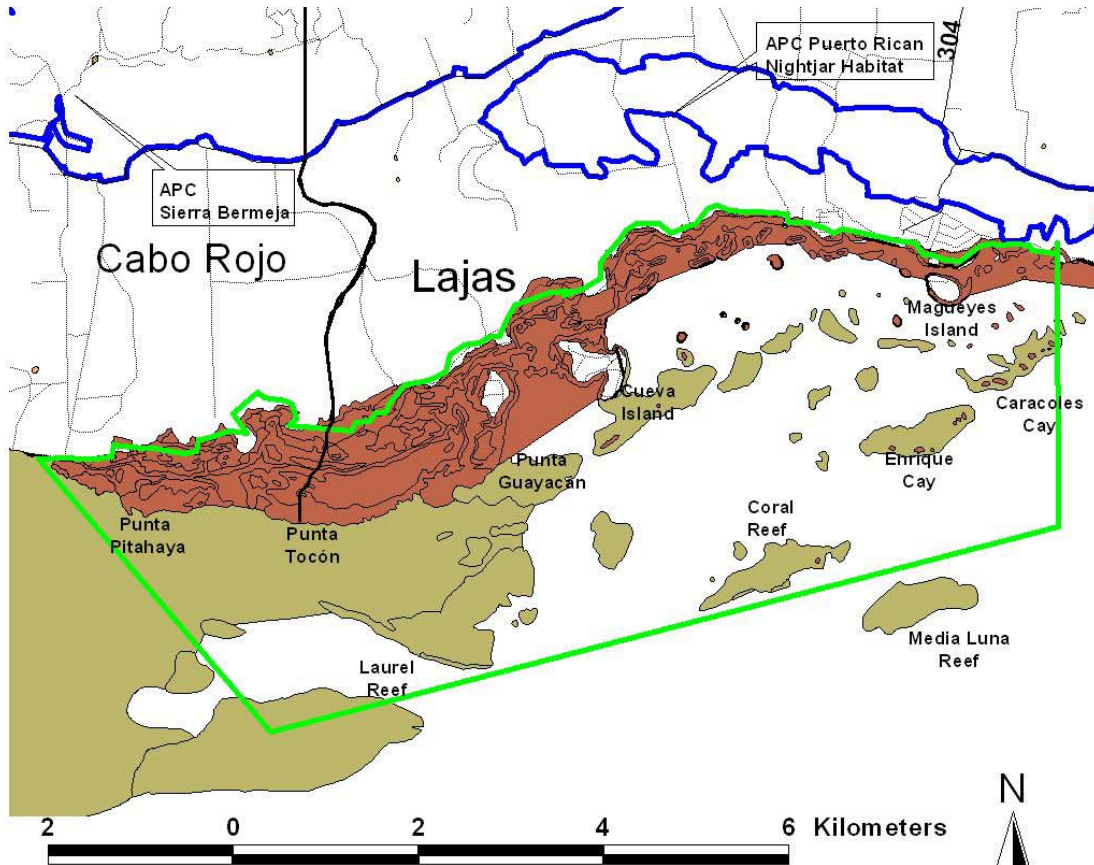 304
APC Puerto Rican
Nightjar Habitat
APC
Sierra Bermeja
Cabo Rojo
Lajas
Magueyes
Island
Cueva
Island
Caracoles
Cay
Enrique
Cay
Punta
Guayacán
Coral
Reef
Punta
Pitahaya
Punta
Tocón
Media Luna
Reef
Laurel
Reef
N
2 0 2 4 6 Kilometers